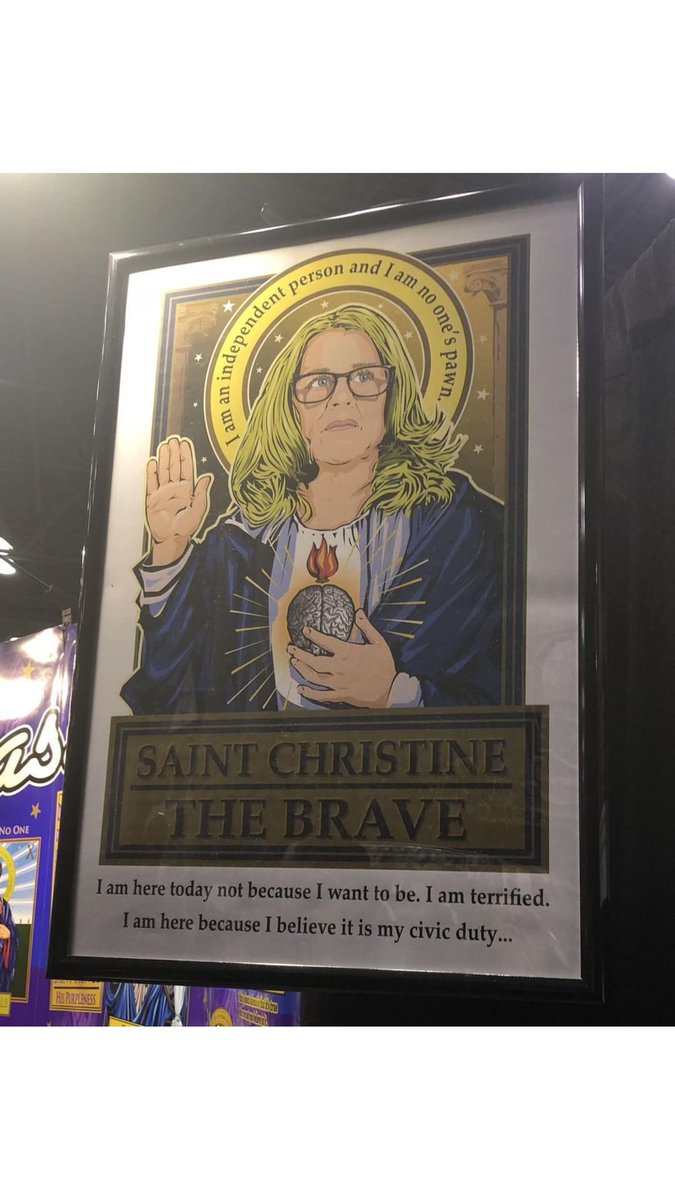 I am an independent person and I am no one's pawn.
SAINT CHRISTINE
THE BRAVE
I am here today not because I want to be. I am terrified.
I am here because I believe it is my civic duty...
as
NO ONE
HIS PURPLENESS